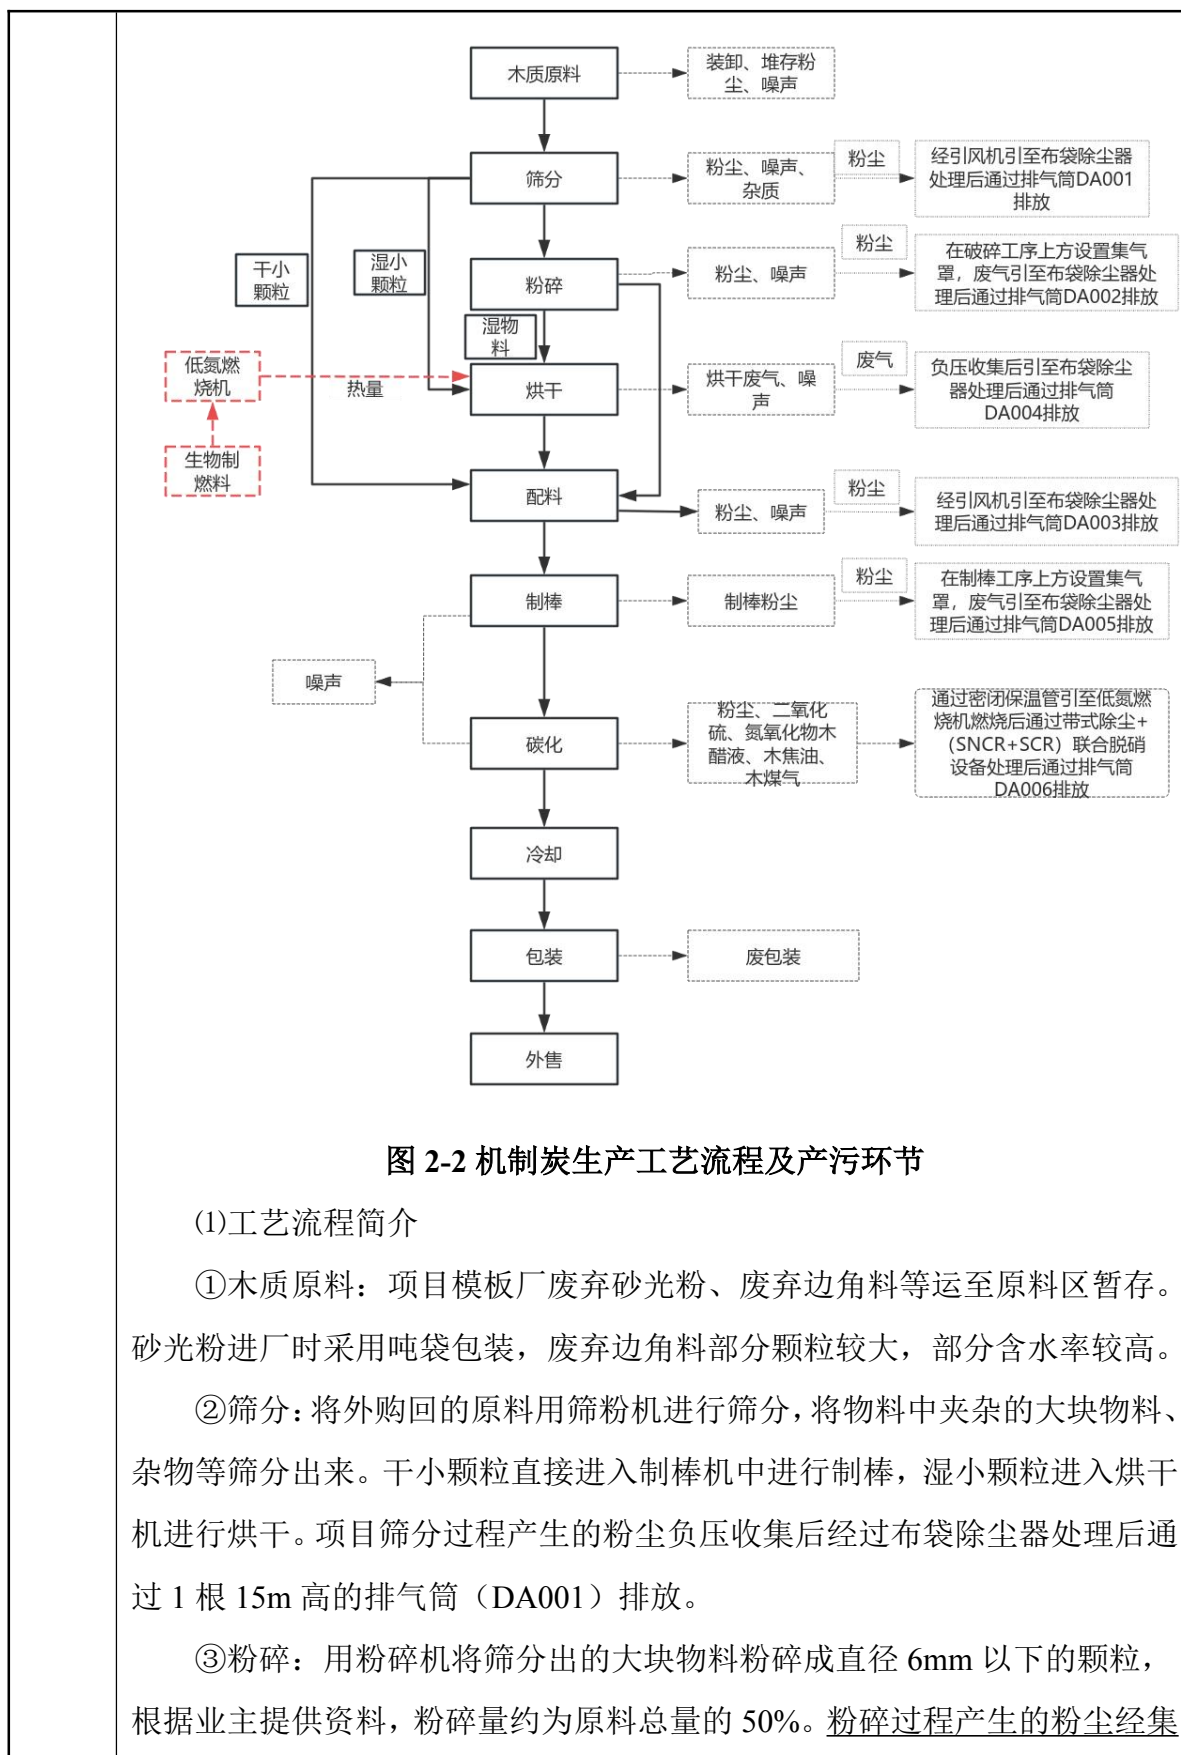 木质原料
装卸、堆存粉
尘、噪声
筛分
粉尘、噪声、
杂质
粉尘
经引风机引至布袋除尘器
处理后通过排气筒DA001
排放
干小
颗粒
湿小
颗粒
粉碎
粉尘、噪声
粉尘
在破碎工序上方设置集气
罩，废气引至布袋除尘器处
理后通过排气筒DA002排放
湿物
料
低氮燃
烧机
热量
烘干
烘干废气、噪
声
废气
负压收集后引至布袋除尘
器处理后通过排气筒
DA004排放
生物制
燃料
配料
粉尘、噪声
粉尘
经引风机引至布袋除尘器处
理后通过排气筒DA003排放
制棒
制棒粉尘
粉尘
在制棒工序上方设置集气
罩，废气引至布袋除尘器处
理后通过排气筒DA005排放
噪声
碳化
粉尘、二氧化
硫、氮氧化物木
醋液、木焦油、
木煤气
通过密闭保温管引至低氮燃
烧机燃烧后通过带式除尘+
（SNCR+SCR）联合脱硝
设备处理后通过排气筒
DA006排放
冷却
包装
废包装
外售
图 2-2 机制炭生产工艺流程及产污环节
⑴工艺流程简介
①木质原料：项目模板厂废弃砂光粉、废弃边角料等运至原料区暂存。
砂光粉进厂时采用吨袋包装，废弃边角料部分颗粒较大，部分含水率较高。
②筛分：将外购回的原料用筛粉机进行筛分，将物料中夹杂的大块物料、
杂物等筛分出来。干小颗粒直接进入制棒机中进行制棒，湿小颗粒进入烘干
机进行烘干。项目筛分过程产生的粉尘负压收集后经过布袋除尘器处理后通
过 1 根 15m 高的排气筒（DA001）排放。
③粉碎：用粉碎机将筛分出的大块物料粉碎成直径 6mm 以下的颗粒，
根据业主提供资料，粉碎量约为原料总量的 50%。粉碎过程产生的粉尘经集